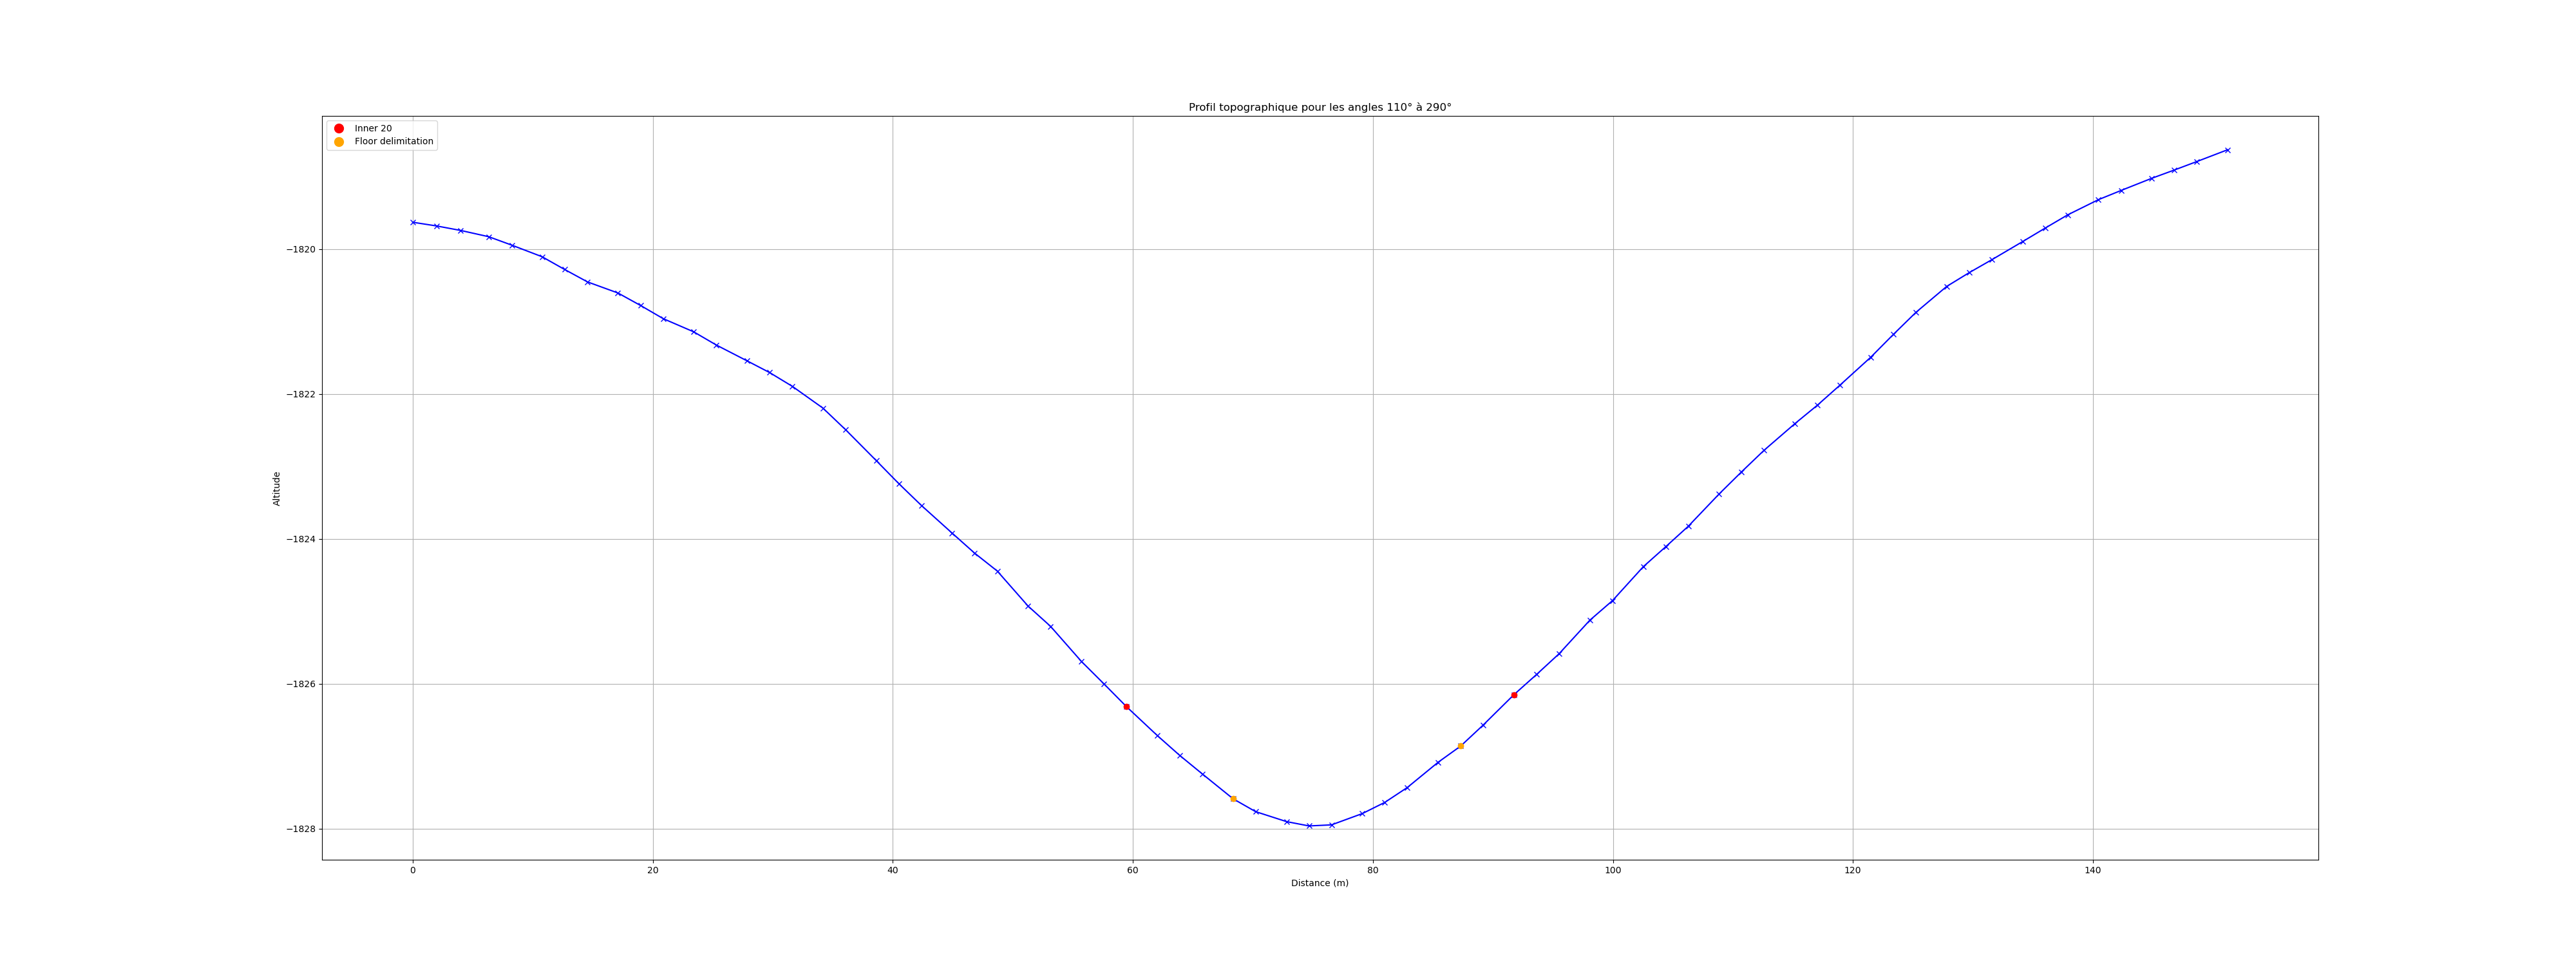 Profil topographique pour les angles 110° à 290°
Inner 20
Floor delimitation
Altitude
−1820
−1822
−1824
−1826
−1828
0 20 40 60 80 100 120 140
Distance (m)